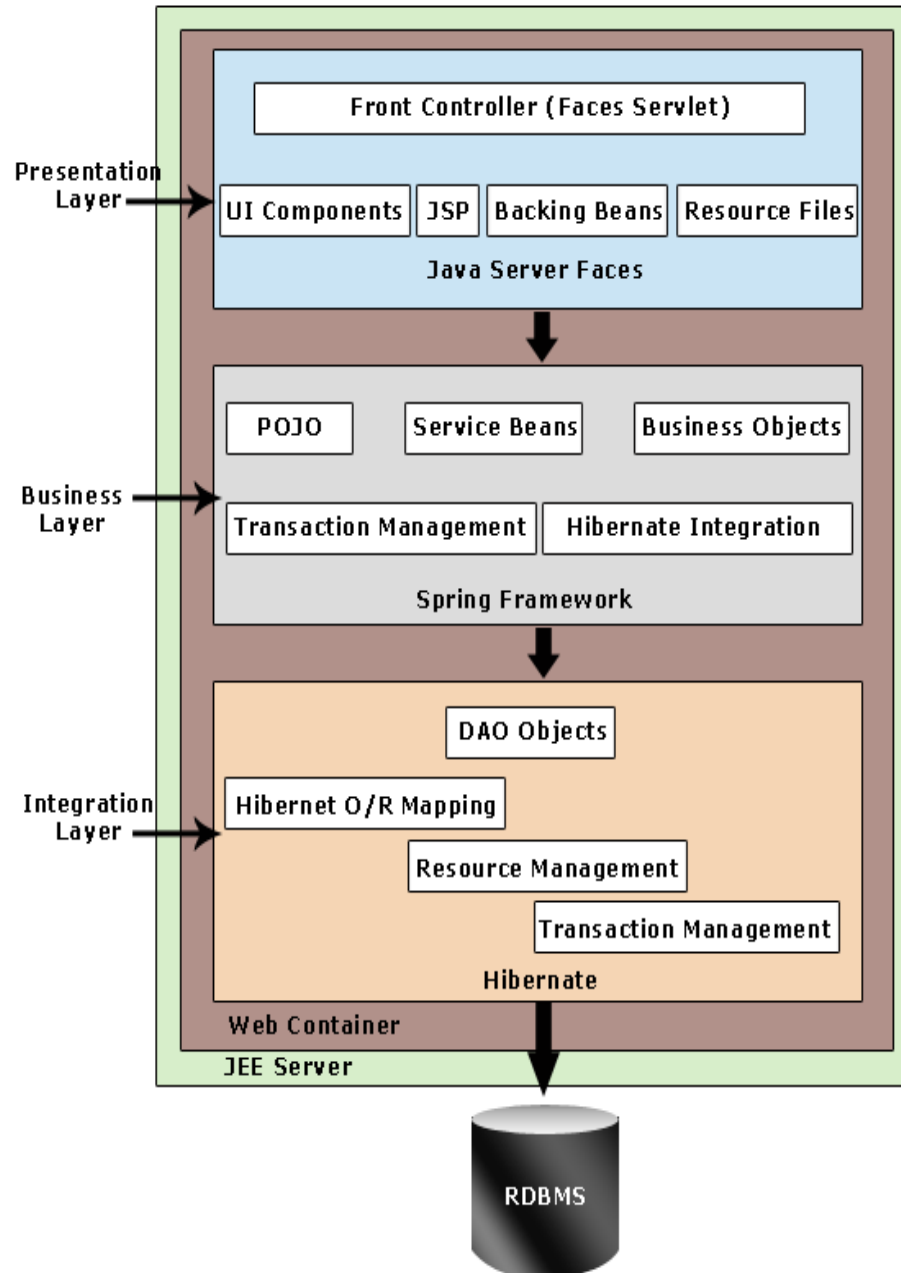 Front Controller (Faces Servlet)
Presentation
Layer
UI Components
JSP
Backing Beans
Resource Files
Java Server Faces
POJO
Service Beans
Business Objects
Business
Layer
Transaction Management
Hibernate Integration
Spring Framework
DAO Objects
Integration
Layer
Hibernet O/R Mapping
Resource Management
Transaction Management
Hibernate
Web Container
JEE Server
RDBMS